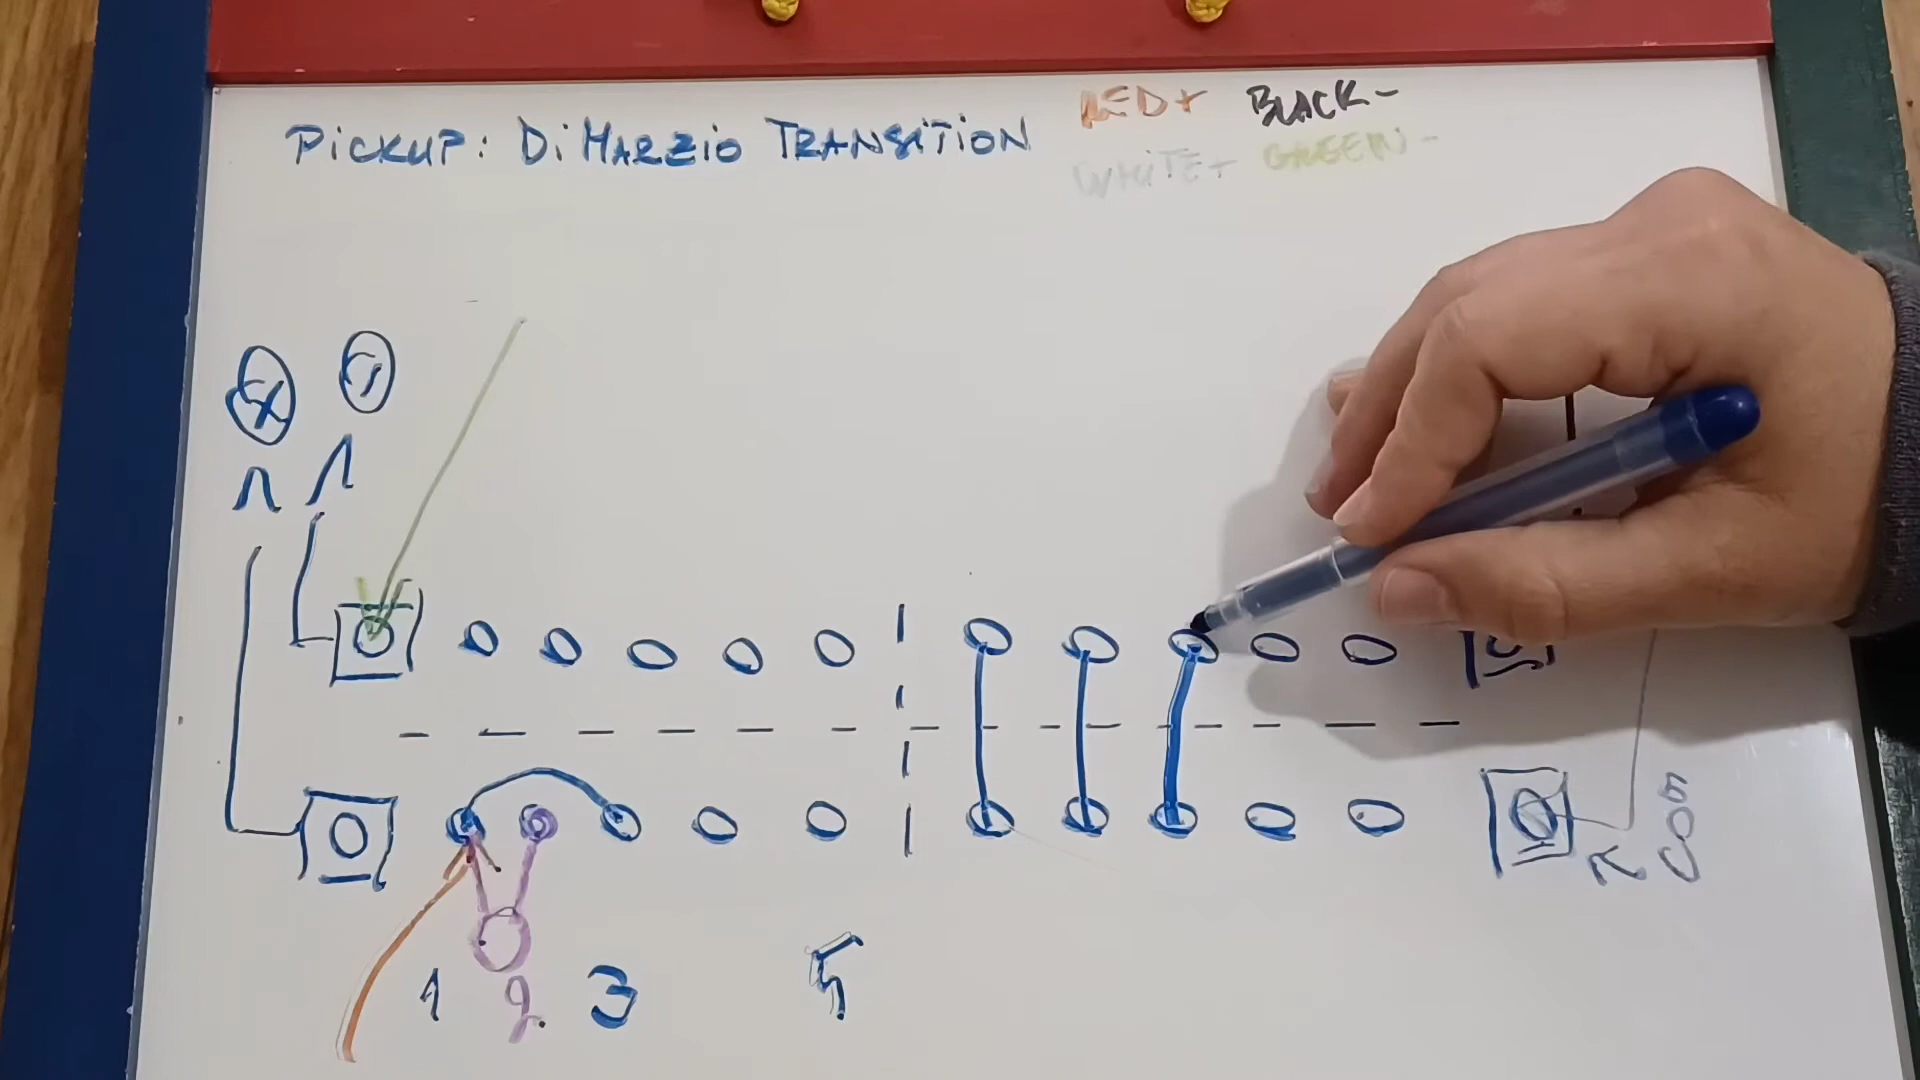 PiCKUP: DiMARZiO TRANSiTiON
RED+ BLACK-
WHiTE+ GREEN-
1 2 3 5